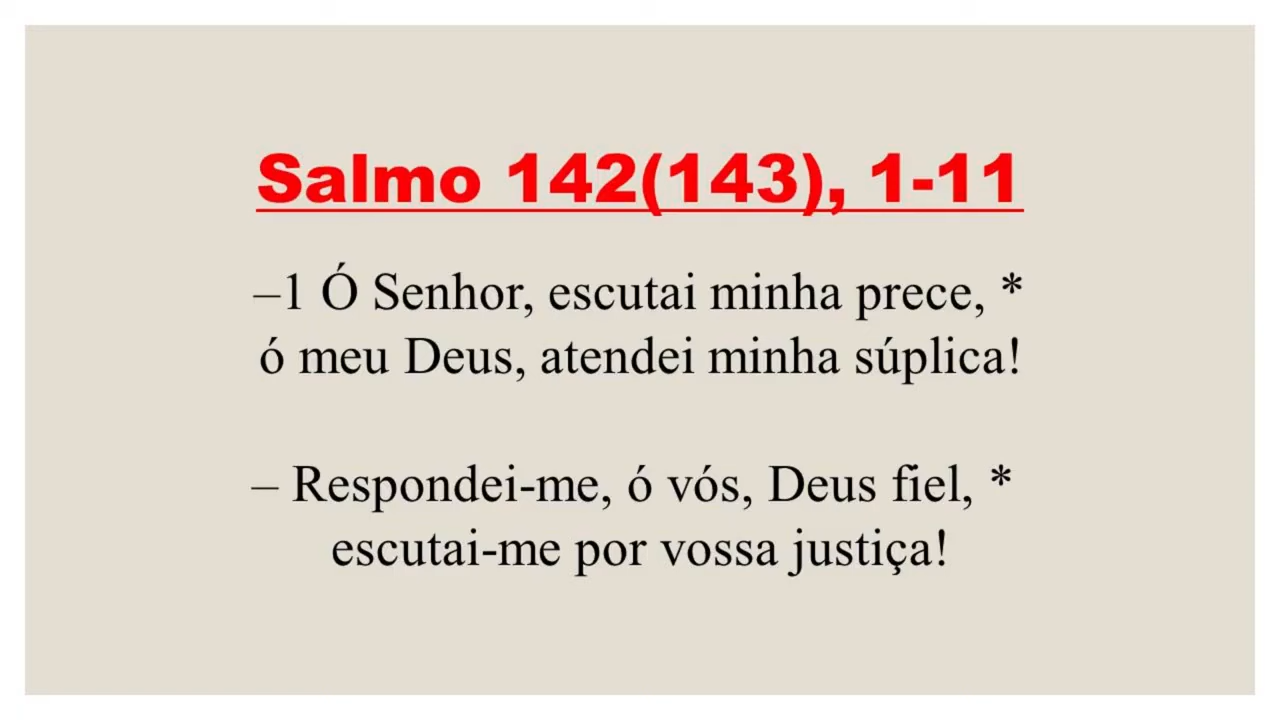 Salmo 142(143), 1-11
–1 Ó Senhor, escutai minha prece, *
ó meu Deus, atendei minha súplica!
– Respondei-me, ó vós, Deus fiel, *
escutai-me por vossa justiça!